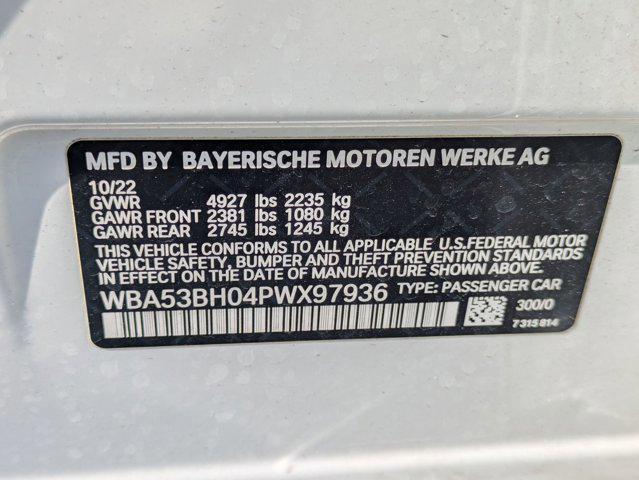 MFD BY BAYERISCHE MOTOREN WERKE AG
10/22
GVWR 4927 lbs 2235 kg
GAWR FRONT 2381 lbs 1080 kg
GAWR REAR 2745 lbs 1245 kg
THIS VEHICLE CONFORMS TO ALL APPLICABLE U.S.FEDERAL MOTOR
VEHICLE SAFETY, BUMPER AND THEFT PREVENTION STANDARDS
IN EFFECT ON THE DATE OF MANUFACTURE SHOWN ABOVE.
WBA53BH04PWX97936 TYPE: PASSENGER CAR
300/0
7315814